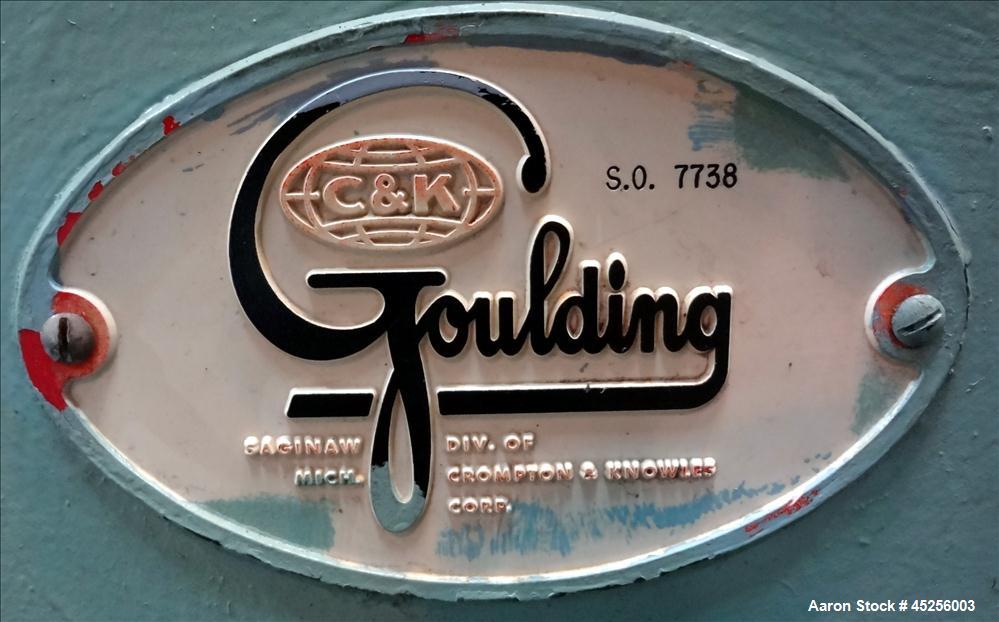 C&K
S.O. 7738
Goulding
SAGINAW
MICH.
DIV. OF
CROMPTON & KNOWLES
CORP.
Aaron Stock # 45256003